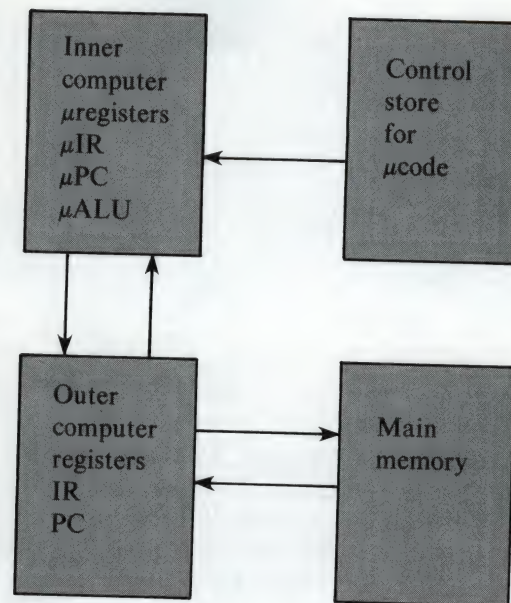 Inner
computer
μregisters
μIR
μPC
μALU
Control
store
for
μcode
Outer
computer
registers
IR
PC
Main
memory